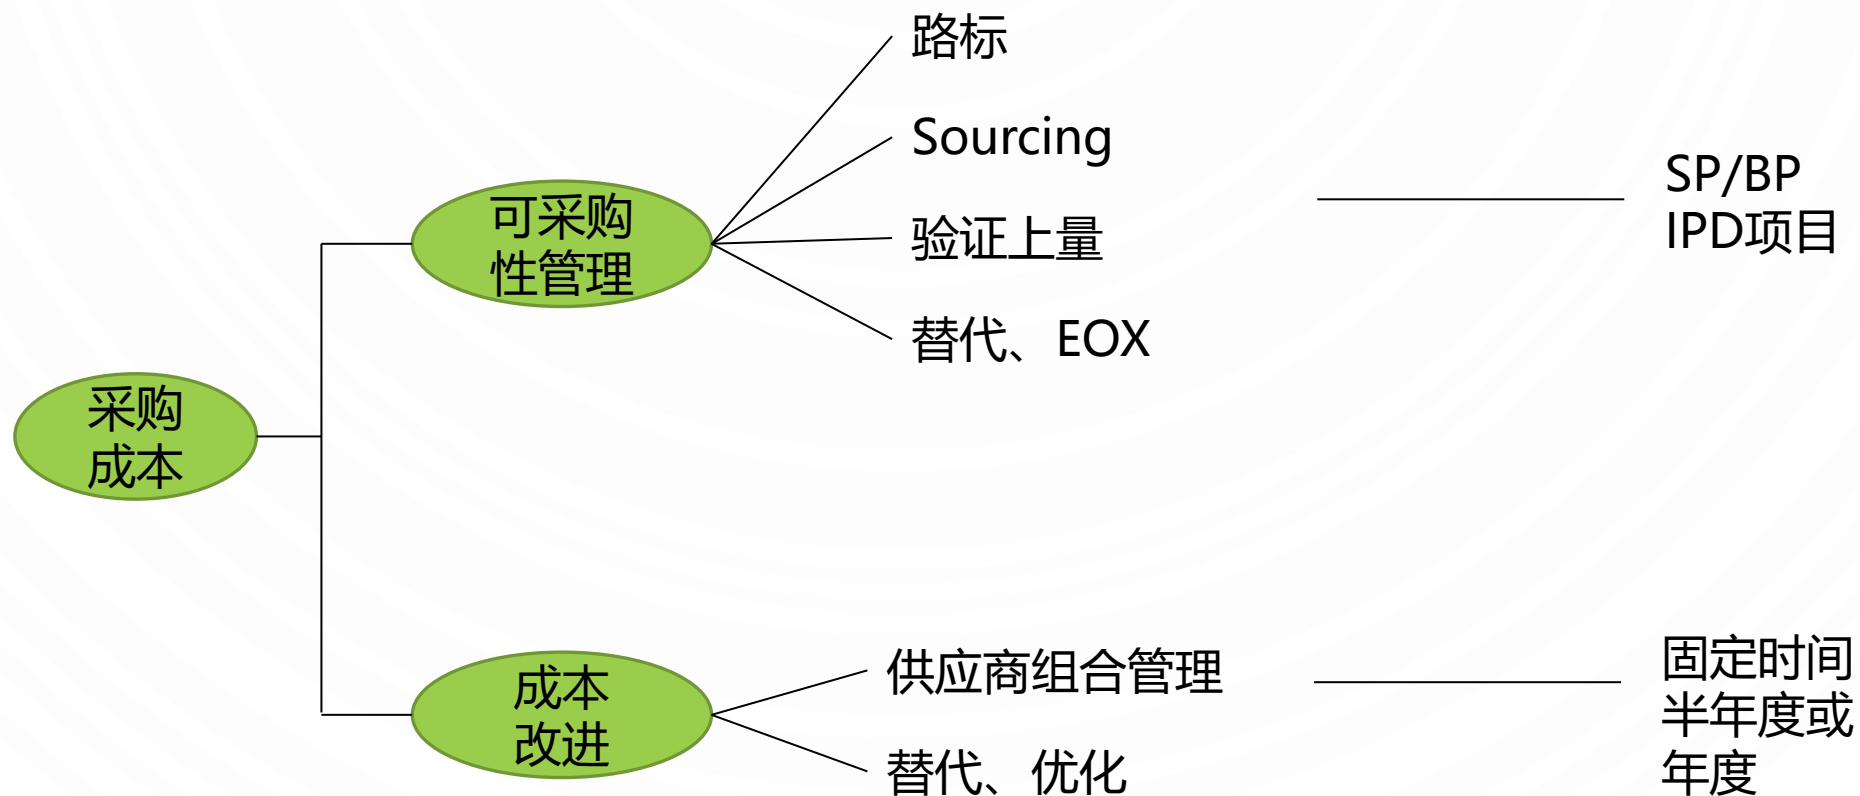 采购
成本
可采购
性管理
路标
Sourcing
验证上量
替代、EOX
SP/BP
IPD项目
成本
改进
供应商组合管理
替代、优化
固定时间
半年度或
年度